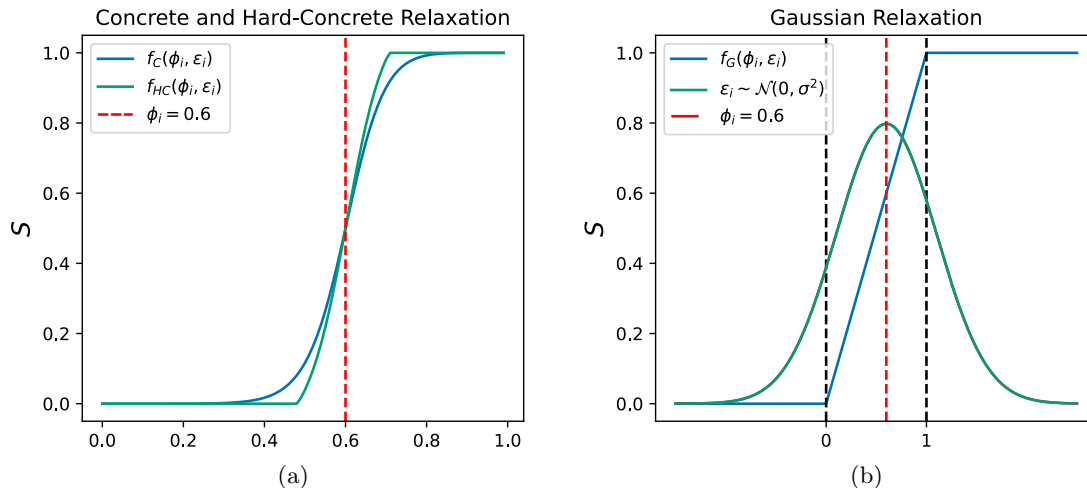 Concrete and Hard-Concrete Relaxation
f_C(ϕ_i, ε_i)
f_HC(ϕ_i, ε_i)
ϕ_i = 0.6
S
1.0
0.8
0.6
0.4
0.2
0.0
0.0 0.2 0.4 0.6 0.8 1.0
(a)
Gaussian Relaxation
f_G(ϕ_i, ε_i)
ε_i ~ 𝒩(0, σ²)
ϕ_i = 0.6
S
1.0
0.8
0.6
0.4
0.2
0.0
0 1
(b)